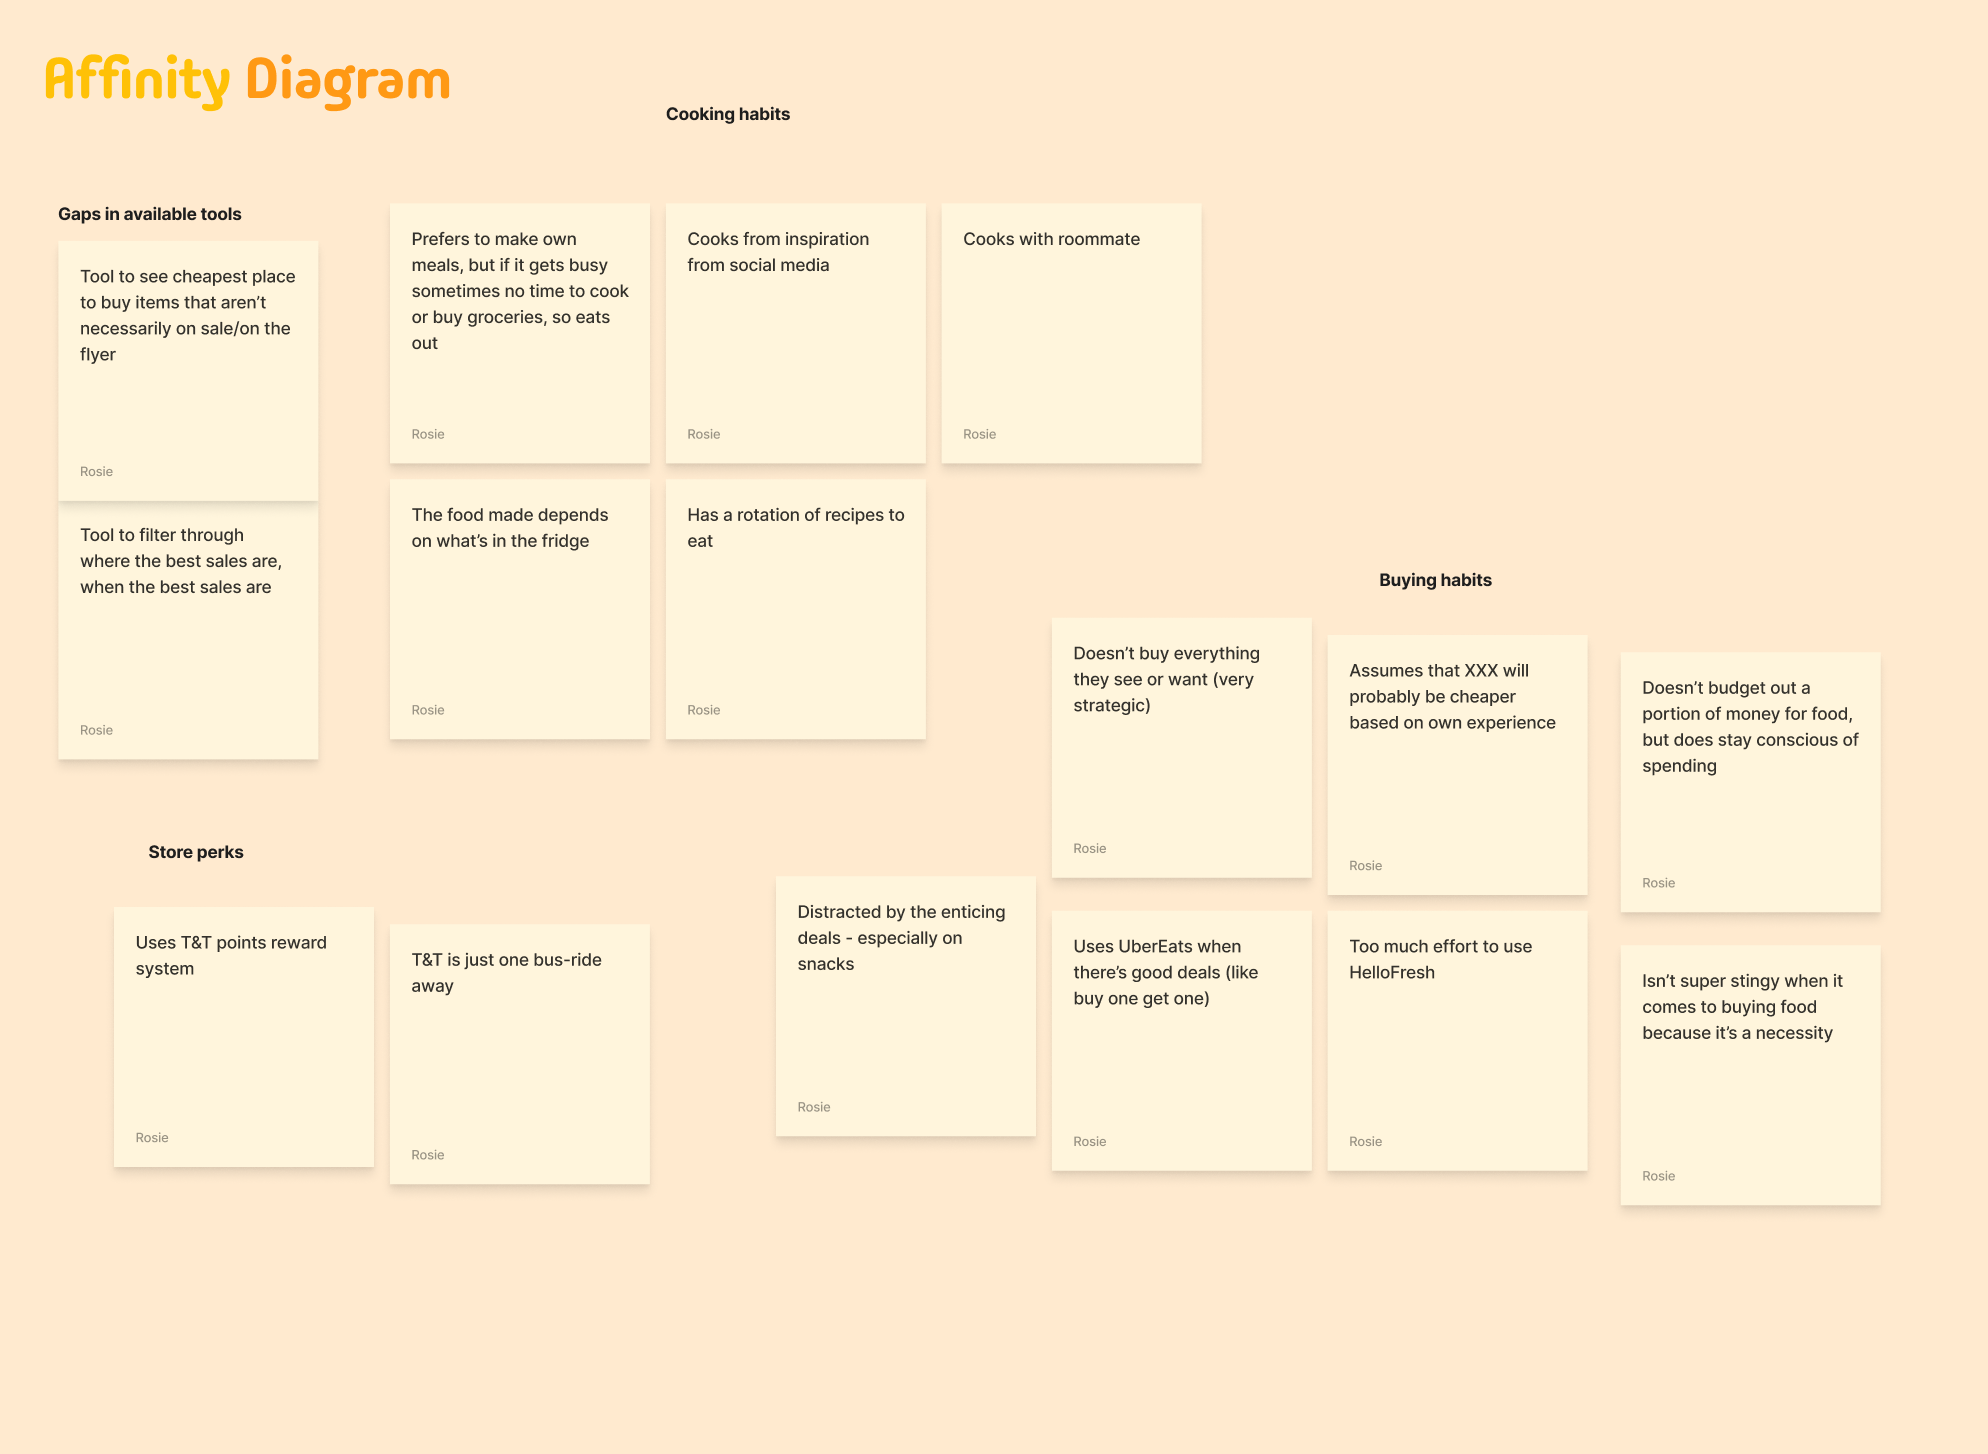 Affinity Diagram
Cooking habits
Gaps in available tools
Tool to see cheapest place
to buy items that aren’t
necessarily on sale/on the
flyer
Rosie
Tool to filter through
where the best sales are,
when the best sales are
Rosie
Prefers to make own
meals, but if it gets busy
sometimes no time to cook
or buy groceries, so eats
out
Rosie
Cooks from inspiration
from social media
Rosie
Cooks with roommate
Rosie
The food made depends
on what’s in the fridge
Rosie
Has a rotation of recipes to
eat
Rosie
Buying habits
Doesn’t buy everything
they see or want (very
strategic)
Rosie
Assumes that XXX will
probably be cheaper
based on own experience
Rosie
Doesn’t budget out a
portion of money for food,
but does stay conscious of
spending
Rosie
Distracted by the enticing
deals - especially on
snacks
Rosie
Uses UberEats when
there’s good deals (like
buy one get one)
Rosie
Too much effort to use
HelloFresh
Rosie
Isn’t super stingy when it
comes to buying food
because it’s a necessity
Rosie
Store perks
Uses T&T points reward
system
Rosie
T&T is just one bus-ride
away
Rosie